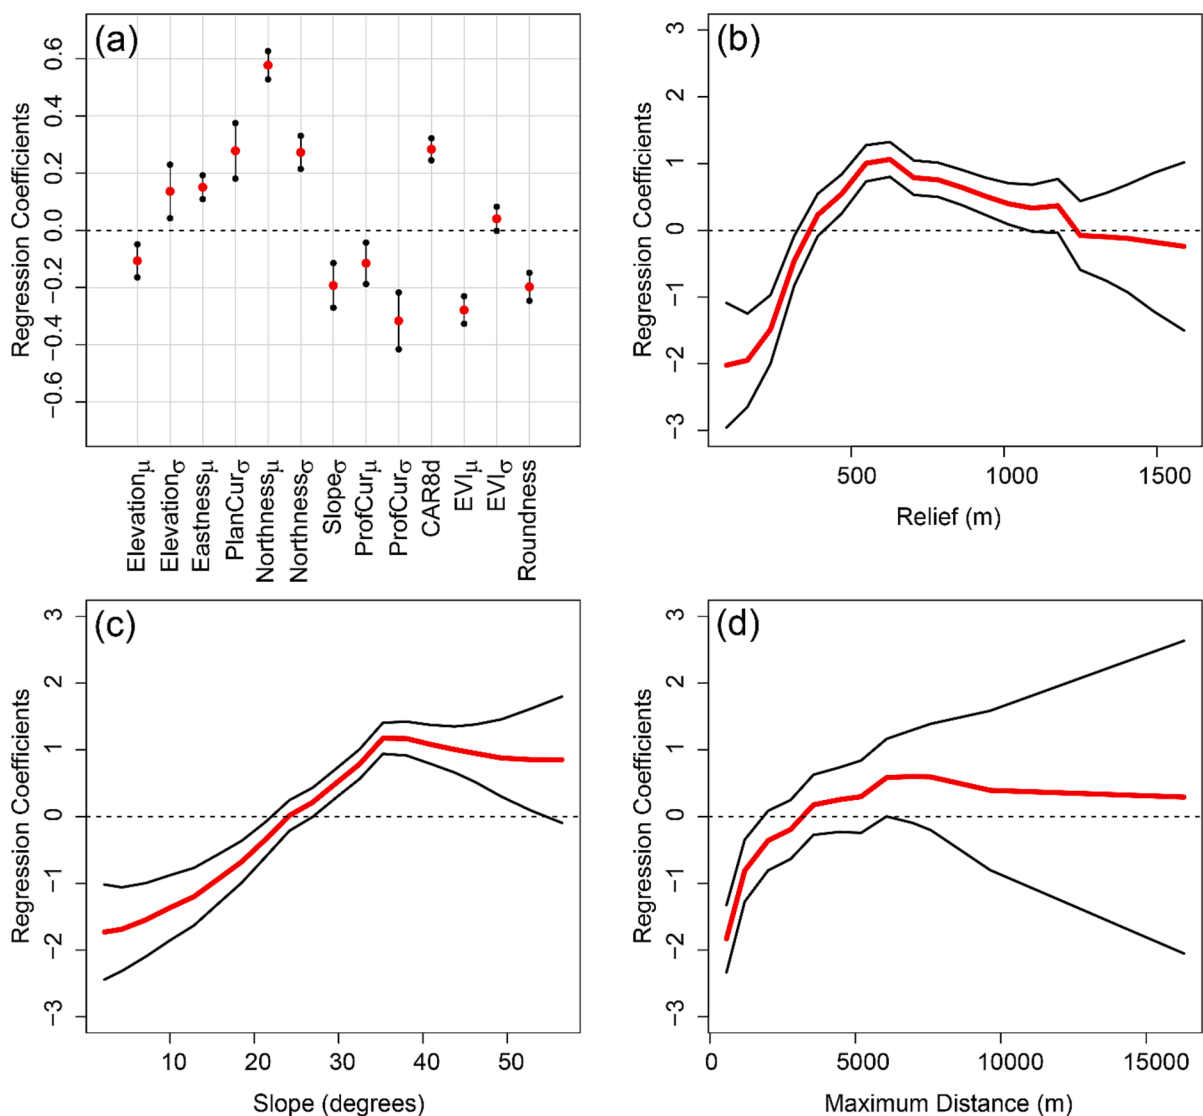 (a)
Regression Coefficients
0.6
0.4
0.2
0.0
−0.2
−0.4
−0.6
Elevationμ
Elevationσ
Eastnessμ
PlanCurσ
Northnessμ
Northnessσ
Slopeσ
ProfCurμ
ProfCurσ
CAR8d
EVIμ
EVIσ
Roundness
(b)
Regression Coefficients
3
2
1
0
−1
−2
−3
500 1000 1500
Relief (m)
(c)
Regression Coefficients
3
2
1
0
−1
−2
−3
10 20 30 40 50
Slope (degrees)
(d)
Regression Coefficients
3
2
1
0
−1
−2
−3
0 5000 10000 15000
Maximum Distance (m)